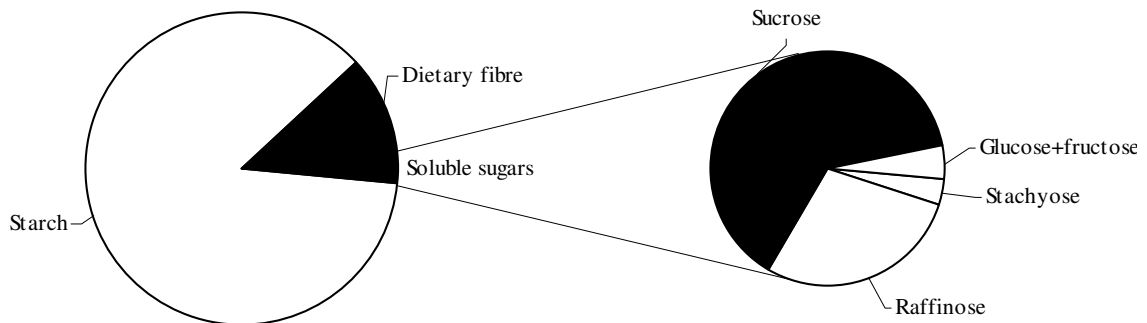 Sucrose
Dietary fibre
Glucose+fructose
Soluble sugars
Stachyose
Starch
Raffinose